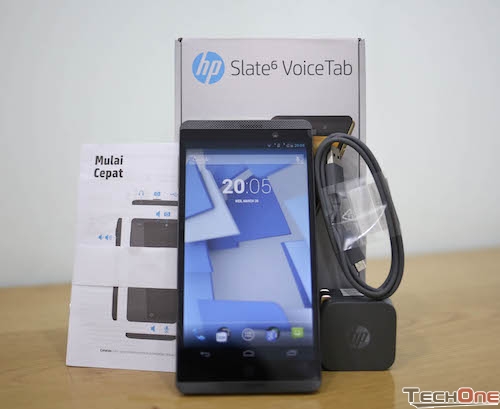 hp Slate⁶ VoiceTab
Mulai
Cepat
20:05
hp
TECHONE